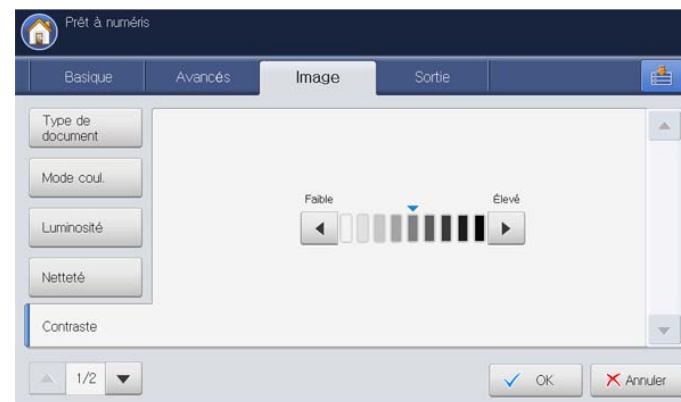 Prêt à numéris
Basique
Avancés
Image
Sortie
Type de
document
Mode coul.
Luminosité
Netteté
Contraste
Faible
Élevé
1/2
OK
Annuler